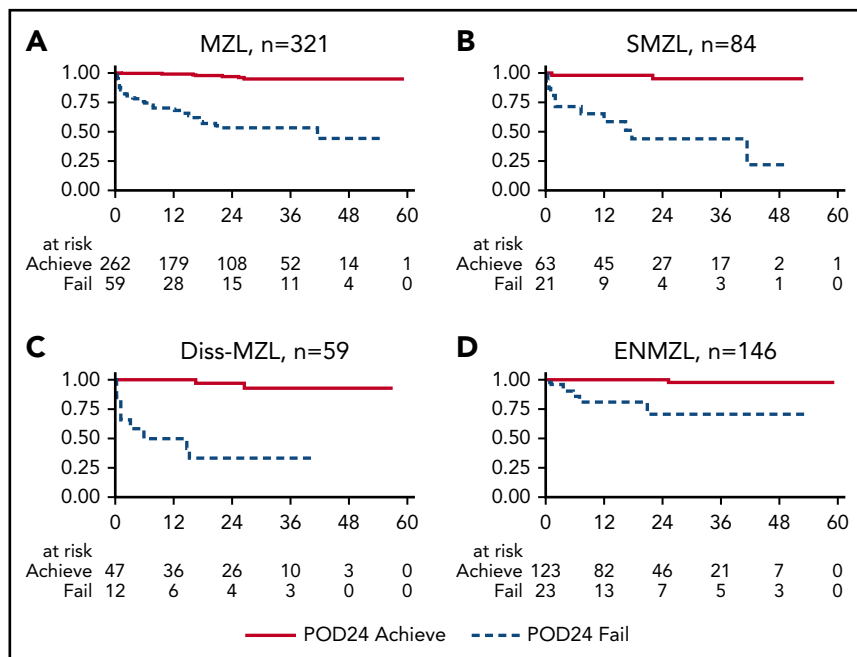 A MZL, n=321
1.00
0.75
0.50
0.25
0.00
0 12 24 36 48 60
at risk
Achieve 262 179 108 52 14 1
Fail 59 28 15 11 4 0
B SMZL, n=84
1.00
0.75
0.50
0.25
0.00
0 12 24 36 48 60
at risk
Achieve 63 45 27 17 2 1
Fail 21 9 4 3 1 0
C Diss-MZL, n=59
1.00
0.75
0.50
0.25
0.00
0 12 24 36 48 60
at risk
Achieve 47 36 26 10 3 0
Fail 12 6 4 3 0 0
D ENMZL, n=146
1.00
0.75
0.50
0.25
0.00
0 12 24 36 48 60
at risk
Achieve 123 82 46 21 7 0
Fail 23 13 7 5 3 0
POD24 Achieve POD24 Fail